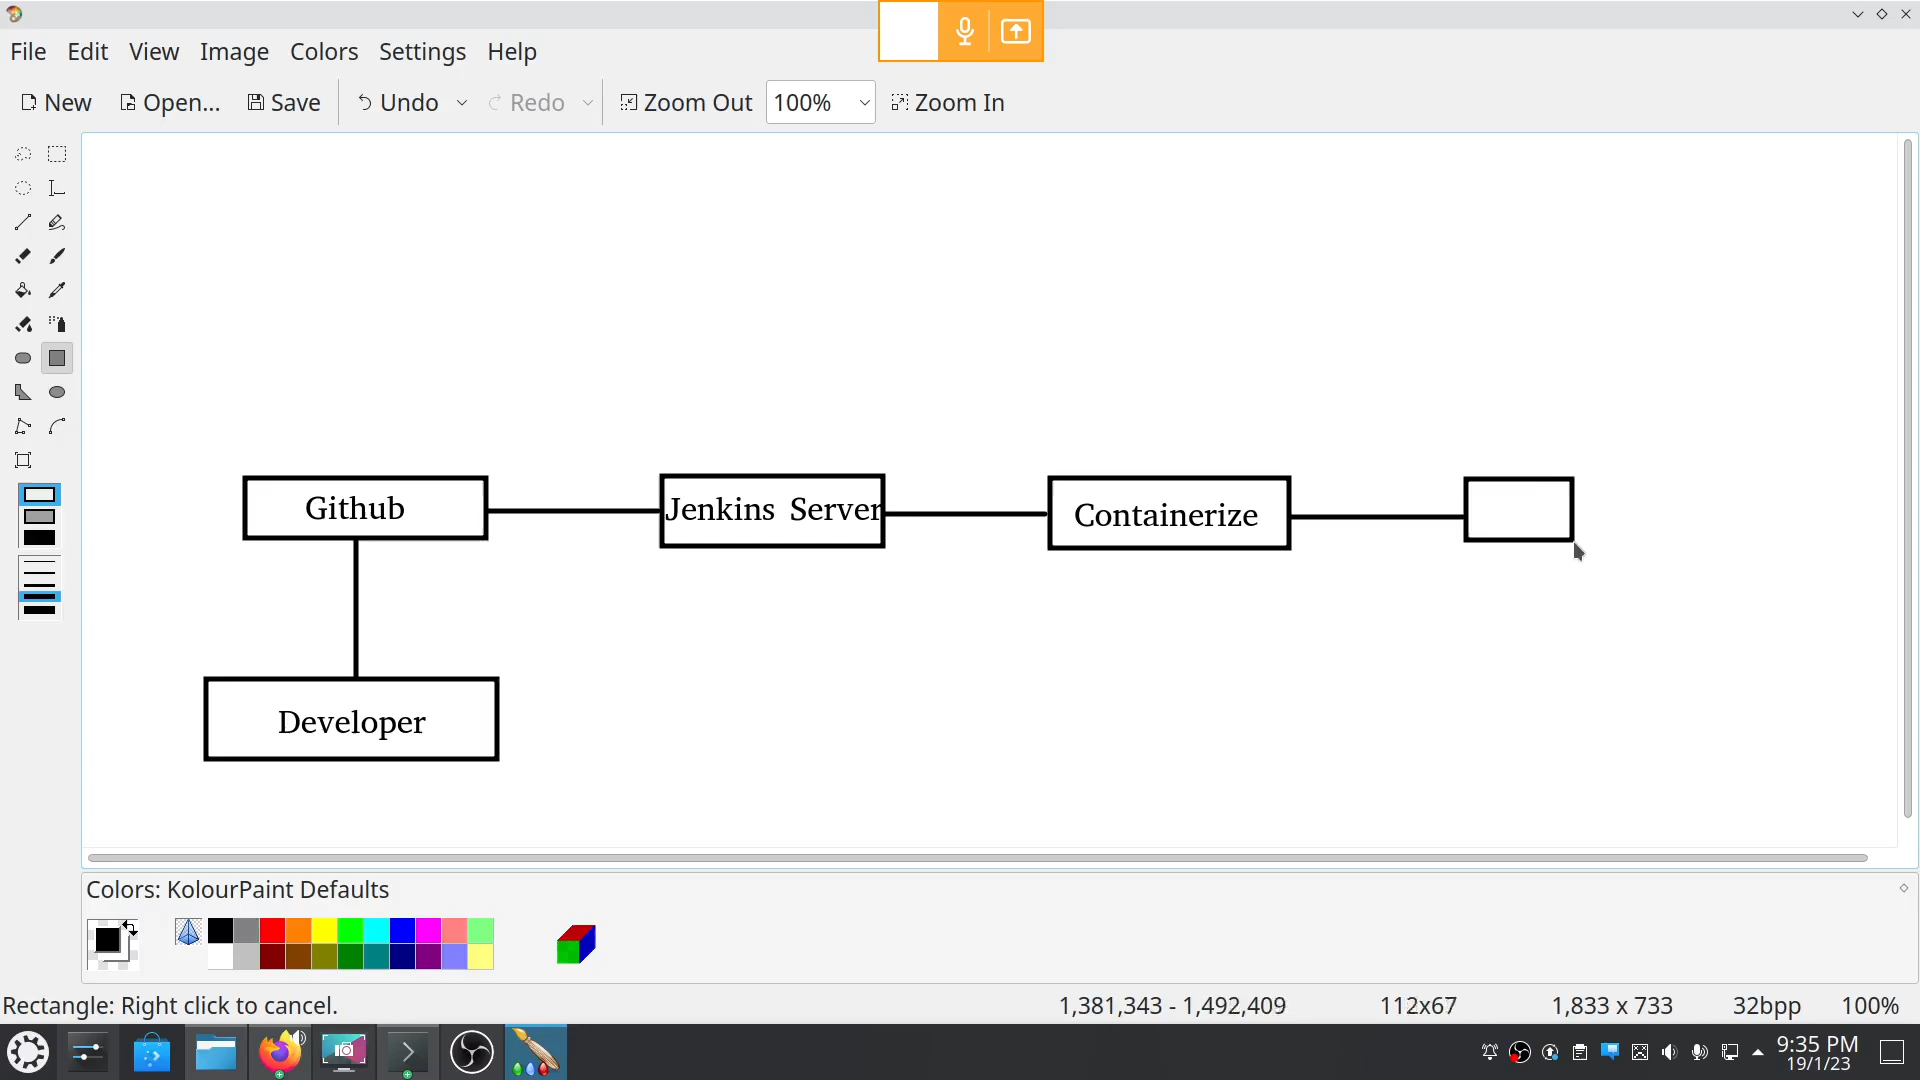 File Edit View Image Colors Settings Help
New Open... Save Undo Redo Zoom Out 100% Zoom In
Github Jenkins Server Containerize
Developer
Colors: KolourPaint Defaults
Rectangle: Right click to cancel. 1,381,343 - 1,492,409 112x67 1,833 x 733 32bpp 100%
9:35 PM
19/1/23